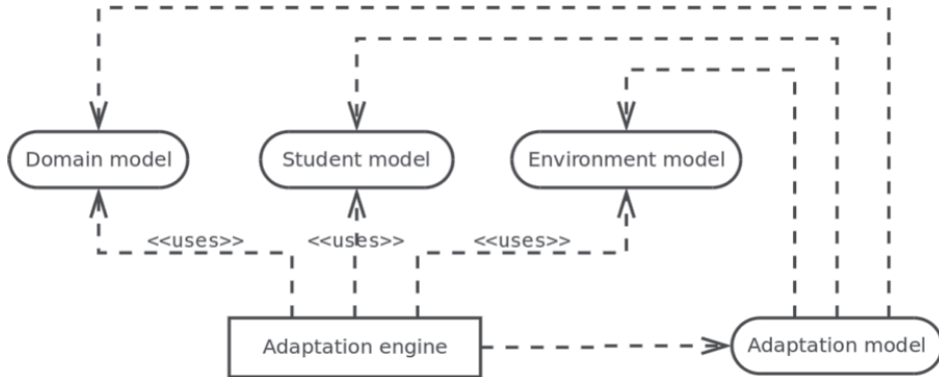 Domain model
Student model
Environment model
<<uses>>
<<uses>>
<<uses>>
Adaptation engine
Adaptation model